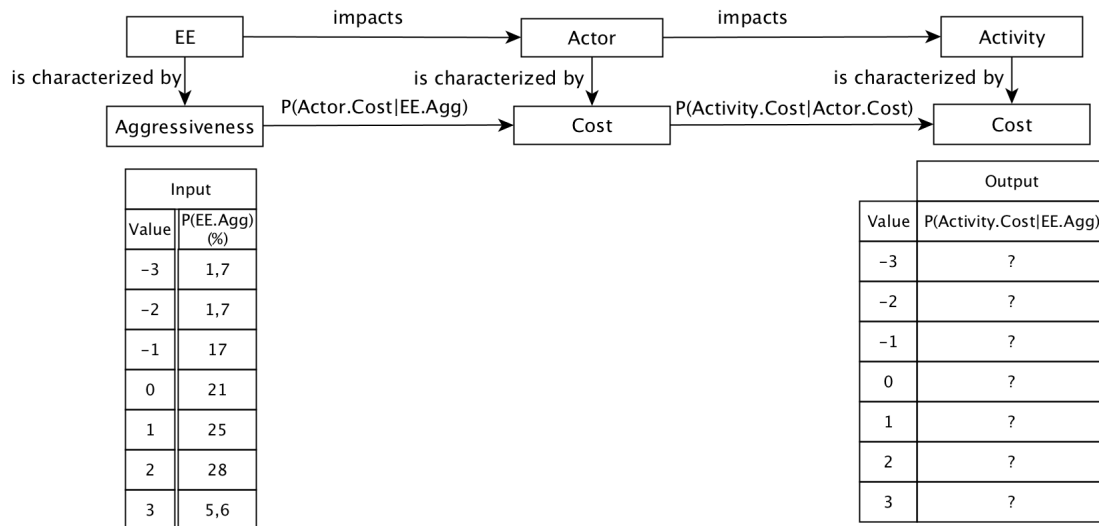 impacts
impacts
EE
Actor
Activity
is characterized by
is characterized by
is characterized by
P(Actor.Cost|EE.Agg)
P(Activity.Cost|Actor.Cost)
Aggressiveness
Cost
Cost
Input
Value
P(EE.Agg)
(%)
-3
1,7
-2
1,7
-1
17
0
21
1
25
2
28
3
5,6
Output
Value
P(Activity.Cost|EE.Agg)
-3
?
-2
?
-1
?
0
?
1
?
2
?
3
?